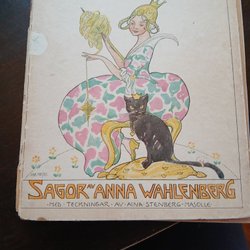 SAGOR AV ANNA WAHLENBERG
MED · TECKNINGAR · AV · AINA · STENBERG · MASOLLE ·